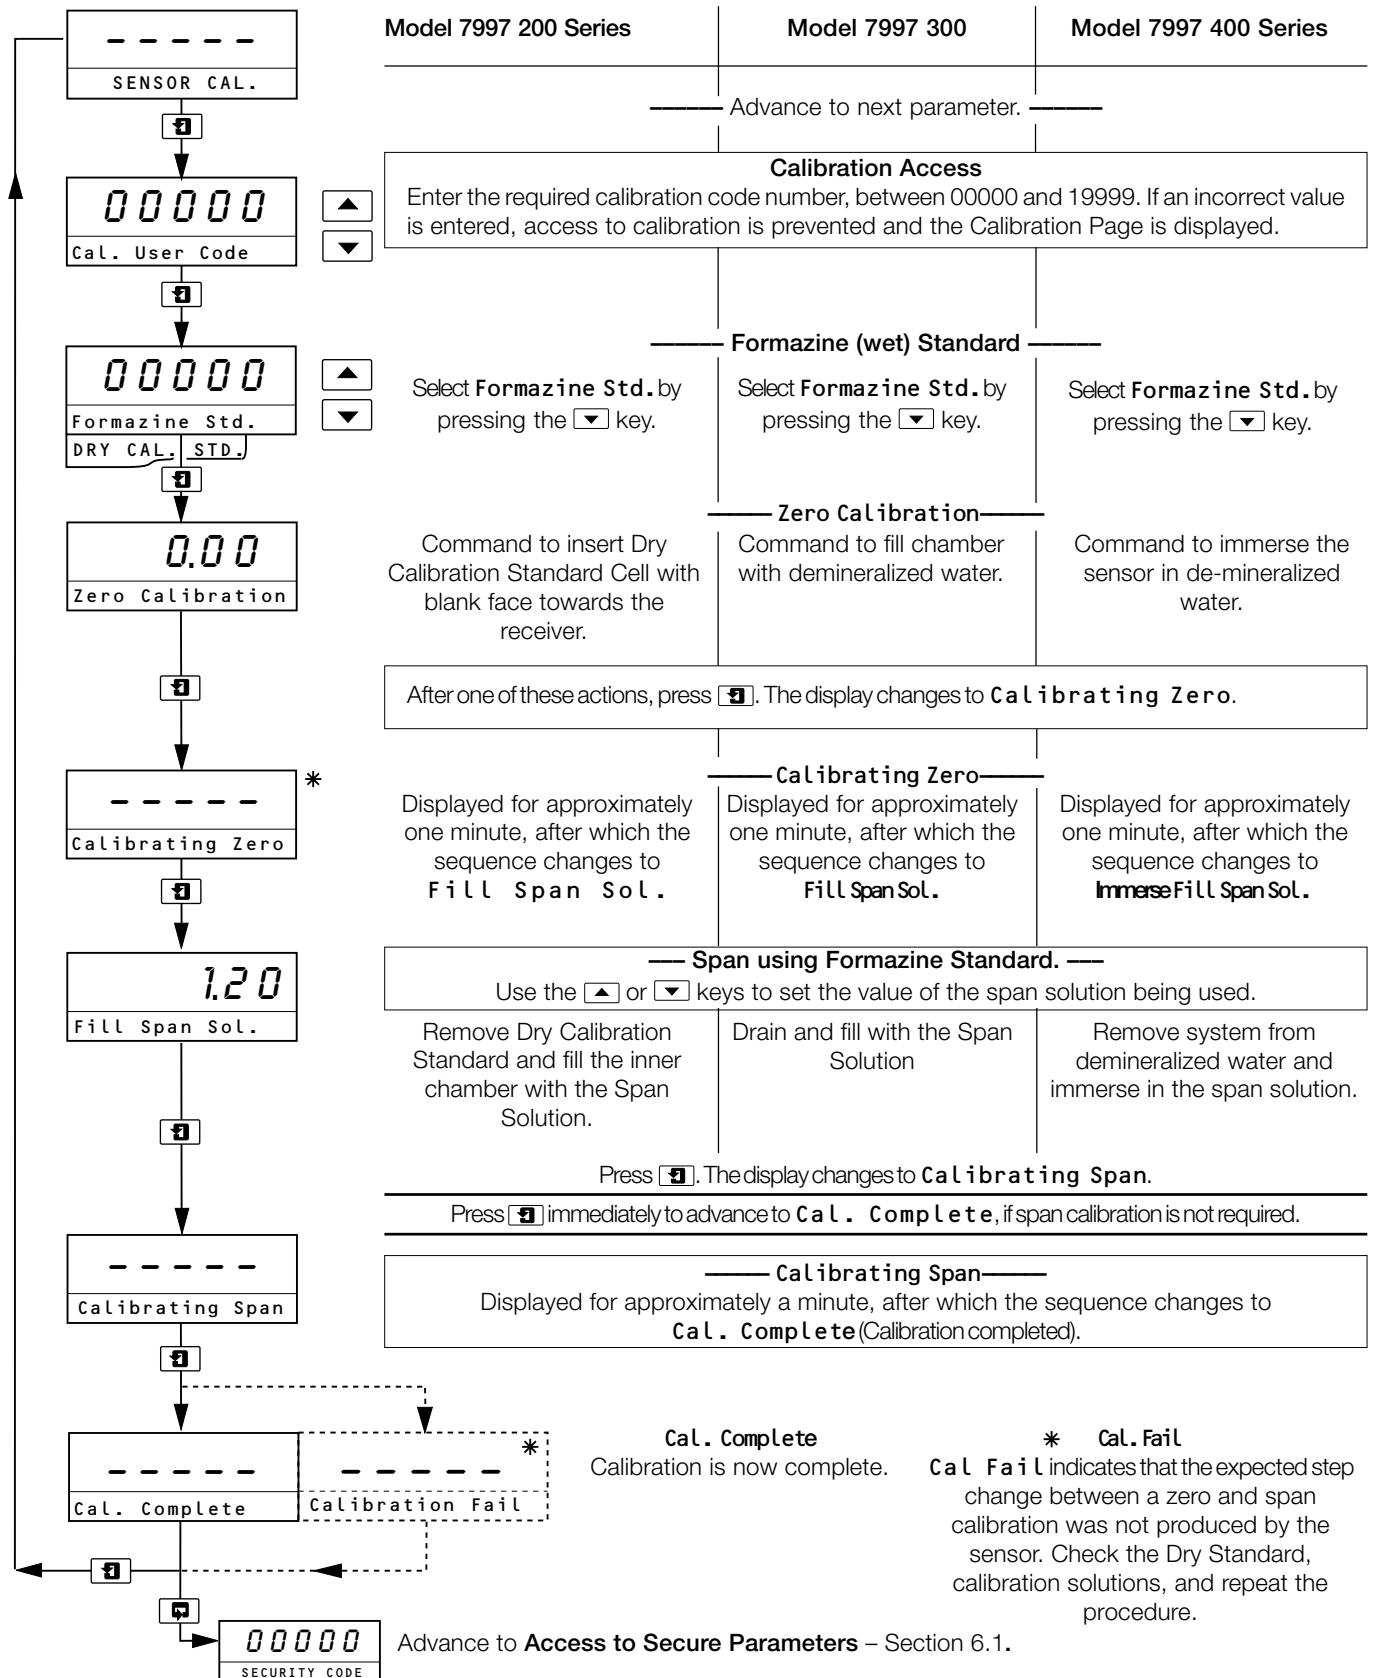 Model 7997 200 Series
Model 7997 300
Model 7997 400 Series
– – – – –
SENSOR CAL.
Advance to next parameter.
00000
Cal. User Code
Calibration Access
Enter the required calibration code number, between 00000 and 19999. If an incorrect value
is entered, access to calibration is prevented and the Calibration Page is displayed.
00000
Formazine Std.
DRY CAL. STD.
Formazine (wet) Standard
Select Formazine Std. by
pressing the ▼ key.
Select Formazine Std. by
pressing the ▼ key.
Select Formazine Std. by
pressing the ▼ key.
0.00
Zero Calibration
Zero Calibration
Command to insert Dry
Calibration Standard Cell with
blank face towards the
receiver.
Command to fill chamber
with demineralized water.
Command to immerse the
sensor in de-mineralized
water.
After one of these actions, press . The display changes to Calibrating Zero.
– – – – – *
Calibrating Zero
Calibrating Zero
Displayed for approximately
one minute, after which the
sequence changes to
Fill Span Sol.
Displayed for approximately
one minute, after which the
sequence changes to
Fill Span Sol.
Displayed for approximately
one minute, after which the
sequence changes to
Immerse Fill Span Sol.
1.20
Fill Span Sol.
––– Span using Formazine Standard. –––
Use the ▲ or ▼ keys to set the value of the span solution being used.
Remove Dry Calibration
Standard and fill the inner
chamber with the Span
Solution.
Drain and fill with the Span
Solution
Remove system from
demineralized water and
immerse in the span solution.
Press . The display changes to Calibrating Span.
Press immediately to advance to Cal. Complete, if span calibration is not required.
– – – – –
Calibrating Span
Calibrating Span
Displayed for approximately a minute, after which the sequence changes to
Cal. Complete (Calibration completed).
– – – – –
Cal. Complete
– – – – – *
Calibration Fail
Cal. Complete
Calibration is now complete.
* Cal. Fail
Cal Fail indicates that the expected step
change between a zero and span
calibration was not produced by the
sensor. Check the Dry Standard,
calibration solutions, and repeat the
procedure.
00000
SECURITY CODE
Advance to Access to Secure Parameters – Section 6.1.